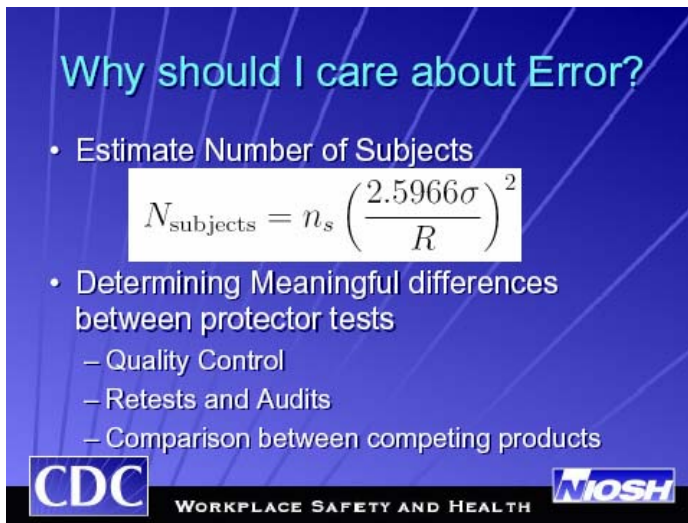 Why should I care about Error?
• Estimate Number of Subjects
N_subjects = n_s (2.5966σ / R)^2
• Determining Meaningful differences
between protector tests
– Quality Control
– Retests and Audits
– Comparison between competing products
CDC
WORKPLACE SAFETY AND HEALTH
NIOSH